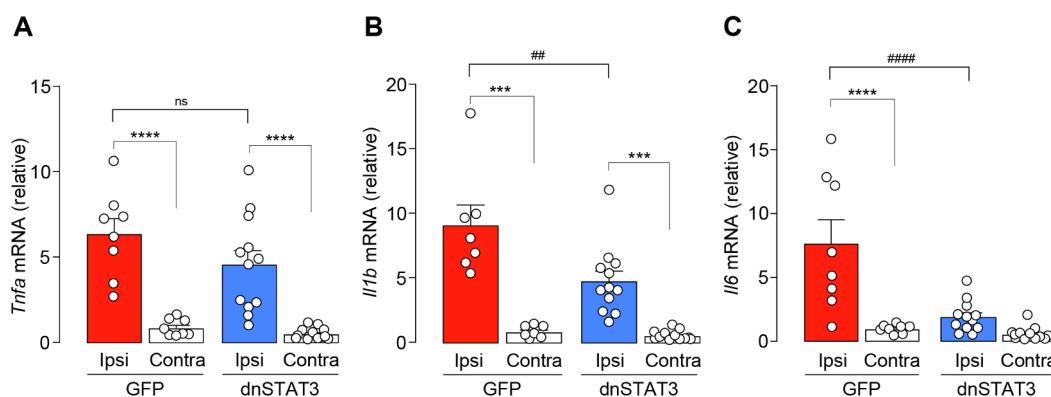 A
Tnfa mRNA (relative)
15
10
5
0
ns
****
****
Ipsi Contra Ipsi Contra
GFP dnSTAT3
B
Il1b mRNA (relative)
20
15
10
5
0
##
***
***
Ipsi Contra Ipsi Contra
GFP dnSTAT3
C
Il6 mRNA (relative)
20
15
10
5
0
####
****
Ipsi Contra Ipsi Contra
GFP dnSTAT3